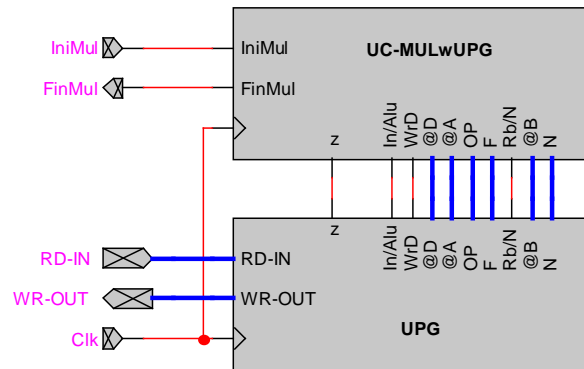 IniMul IniMul UC-MULwUPG
FinMul FinMul
z In/Alu WrD @D @A OP F Rb/N @B N
z In/Alu WrD @D @A OP F Rb/N @B N
RD-IN RD-IN
WR-OUT WR-OUT
Clk UPG